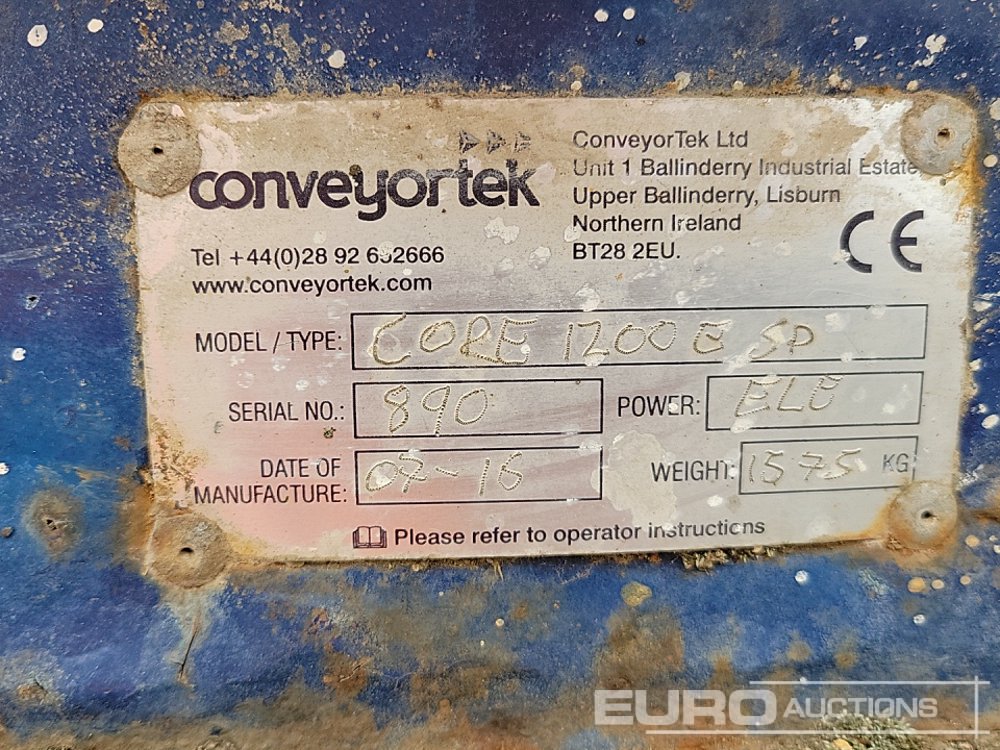 conveyortek
ConveyorTek Ltd
Unit 1 Ballinderry Industrial Estate,
Upper Ballinderry, Lisburn
Northern Ireland
BT28 2EU.
CE
Tel +44(0)28 92 652666
www.conveyortek.com
MODEL / TYPE: CORE 1200 E SP
SERIAL NO.: 890
POWER: ELE
DATE OF
MANUFACTURE: 07-16
WEIGHT: 1575 KG
Please refer to operator instructions
EURO AUCTIONS